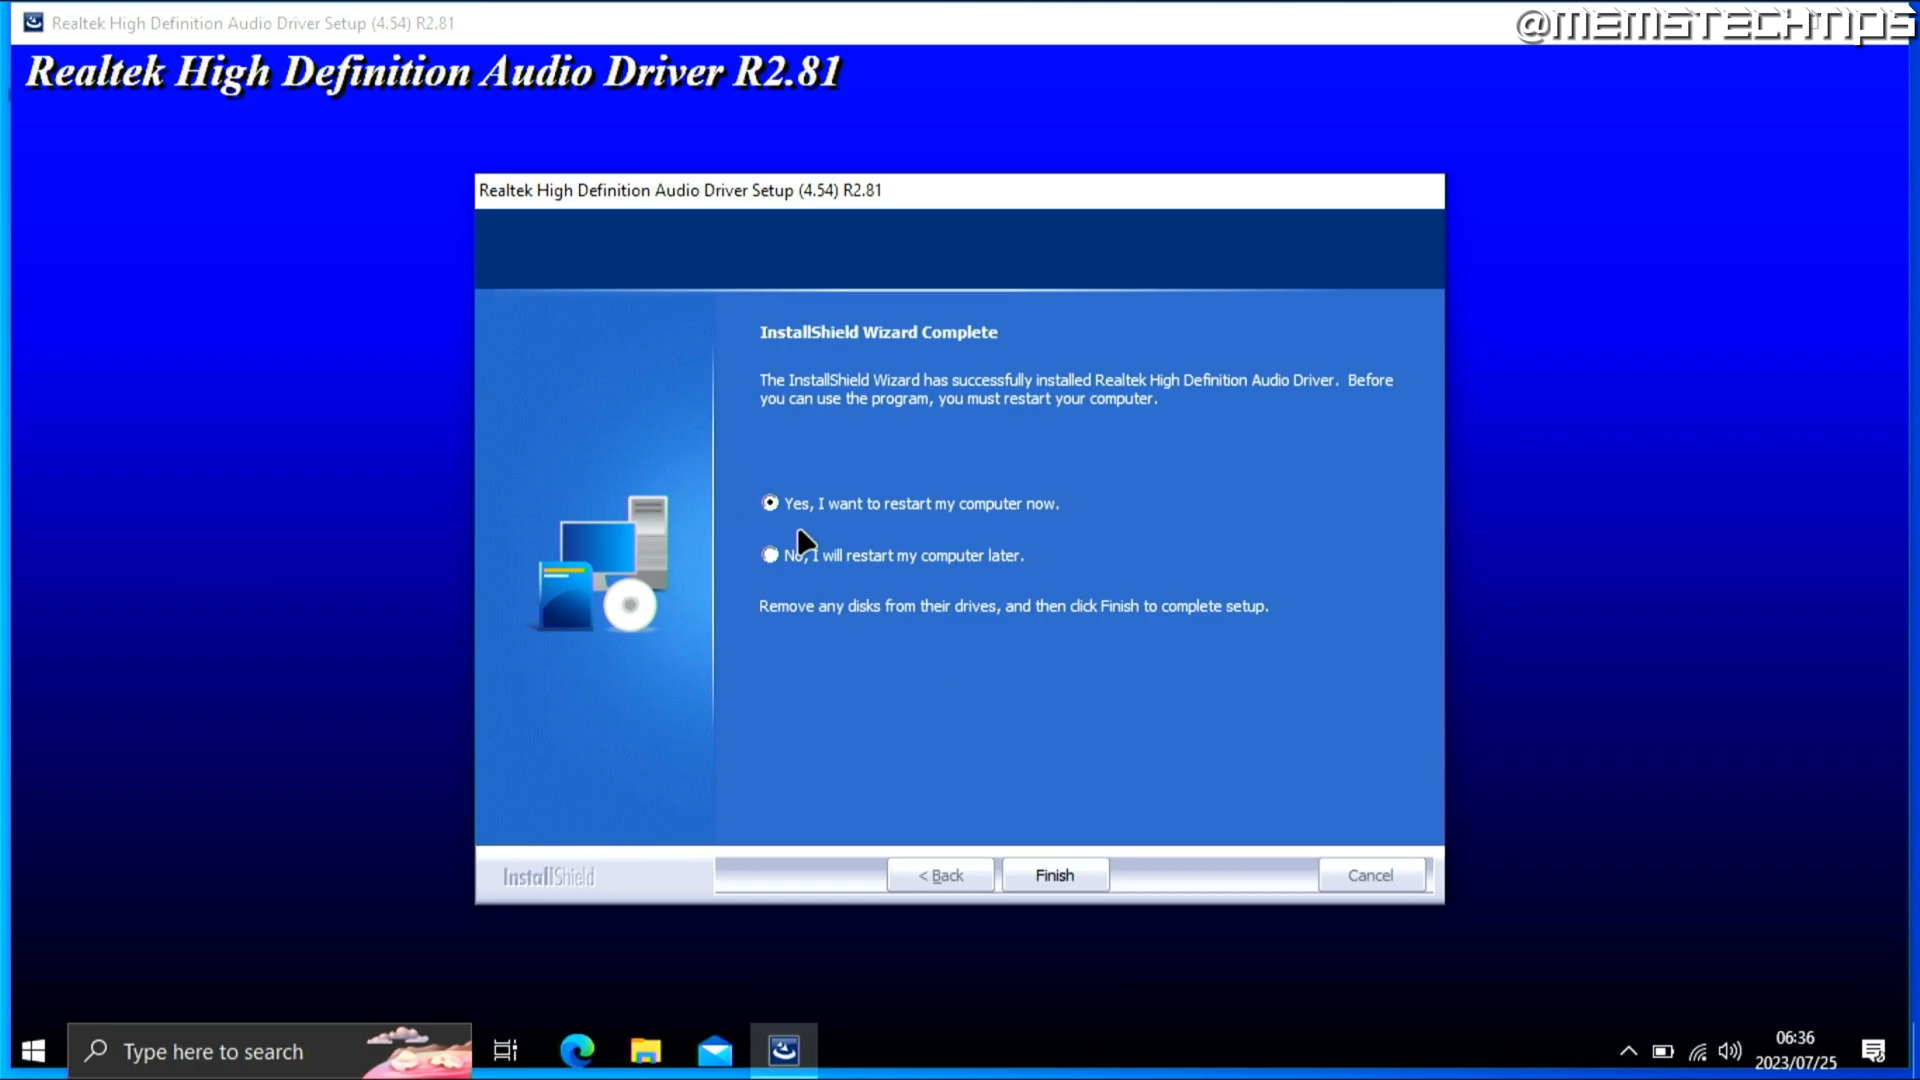 Realtek High Definition Audio Driver Setup (4.54) R2.81
@MEMSTECHTIPS
Realtek High Definition Audio Driver R2.81
Realtek High Definition Audio Driver Setup (4.54) R2.81
InstallShield Wizard Complete
The InstallShield Wizard has successfully installed Realtek High Definition Audio Driver.  Before
you can use the program, you must restart your computer.
Yes, I want to restart my computer now.
No, I will restart my computer later.
Remove any disks from their drives, and then click Finish to complete setup.
InstallShield
< Back
Finish
Cancel
Type here to search
06:36
2023/07/25